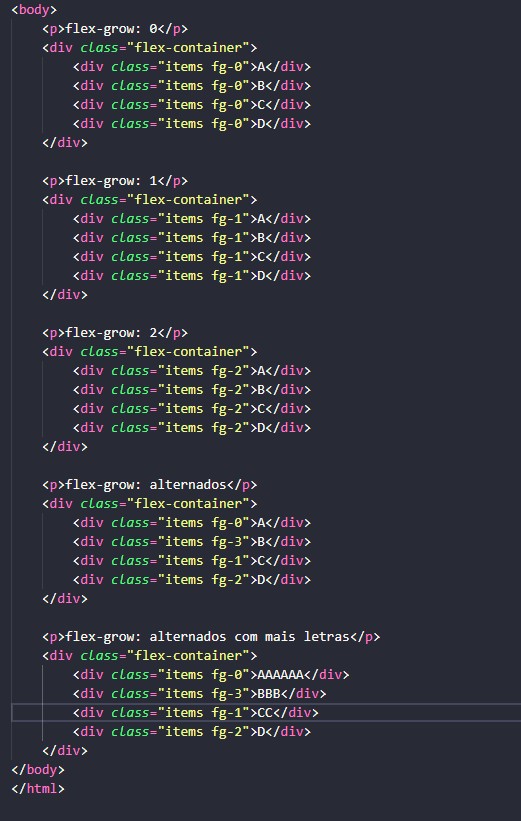 <body>
<p>flex-grow: 0</p>
<div class="flex-container">
<div class="items fg-0">A</div>
<div class="items fg-0">B</div>
<div class="items fg-0">C</div>
<div class="items fg-0">D</div>
</div>
<p>flex-grow: 1</p>
<div class="flex-container">
<div class="items fg-1">A</div>
<div class="items fg-1">B</div>
<div class="items fg-1">C</div>
<div class="items fg-1">D</div>
</div>
<p>flex-grow: 2</p>
<div class="flex-container">
<div class="items fg-2">A</div>
<div class="items fg-2">B</div>
<div class="items fg-2">C</div>
<div class="items fg-2">D</div>
</div>
<p>flex-grow: alternados</p>
<div class="flex-container">
<div class="items fg-0">A</div>
<div class="items fg-3">B</div>
<div class="items fg-1">C</div>
<div class="items fg-2">D</div>
</div>
<p>flex-grow: alternados com mais letras</p>
<div class="flex-container">
<div class="items fg-0">AAAAAA</div>
<div class="items fg-3">BBB</div>
<div class="items fg-1">CC</div>
<div class="items fg-2">D</div>
</div>
</body>
</html>